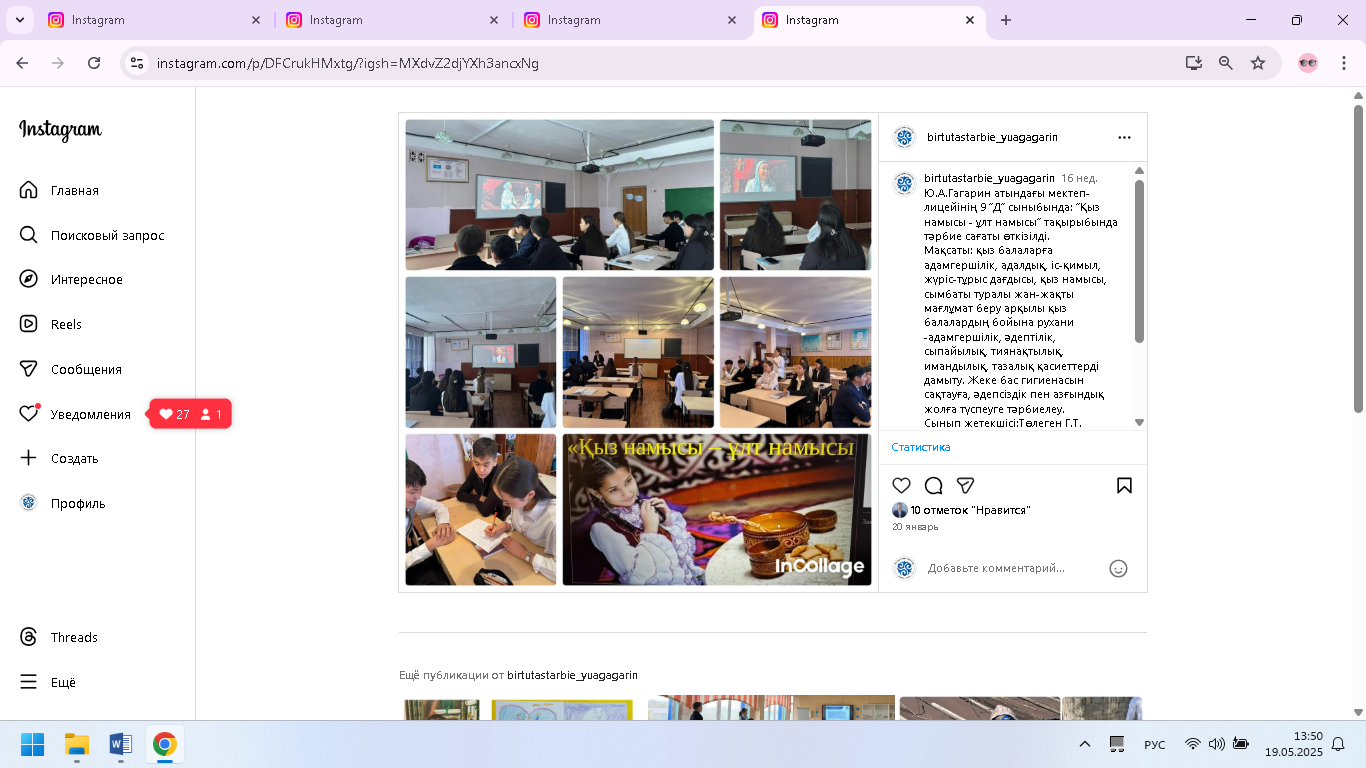 Instagram
Instagram
Instagram
Instagram
instagram.com/p/DFCrukHMxtg/?igsh=MXdvZ2djYXh3ancxNg
Instagram
Главная
Поисковый запрос
Интересное
Reels
Сообщения
Уведомления
27 1
Создать
Профиль
Threads
Ещё
«Қыз намысы – ұлт намысы
InCollage
birtutastarbie_yuagagarin
birtutastarbie_yuagagarin 16 нед.
Ю.А.Гагарин атындағы мектеп-
лицейінің 9 "Д" сыныбында: "Қыз
намысы - ұлт намысы" тақырыбында
тәрбие сағаты өткізілді.
Мақсаты: қыз балаларға
адамгершілік, адалдық, іс-қимыл,
жүріс-тұрыс дағдысы, қыз намысы,
сымбаты туралы жан-жақты
мағлұмат беру арқылы қыз
балалардың бойына рухани
-адамгершілік, әдептілік,
сыпайылық, тиянақтылық,
имандылық, тазалық қасиеттерді
дамыту. Жеке бас гигиенасын
сақтауға, әдепсіздік пен азғындық
жолға түспеуге тәрбиелеу.
Сынып жетекшісі:Төлеген Г.Т.
Статистика
10 отметок "Нравится"
20 январь
Добавьте комментарий...
Ещё публикации от birtutastarbie_yuagagarin
РУС
13:50
19.05.2025